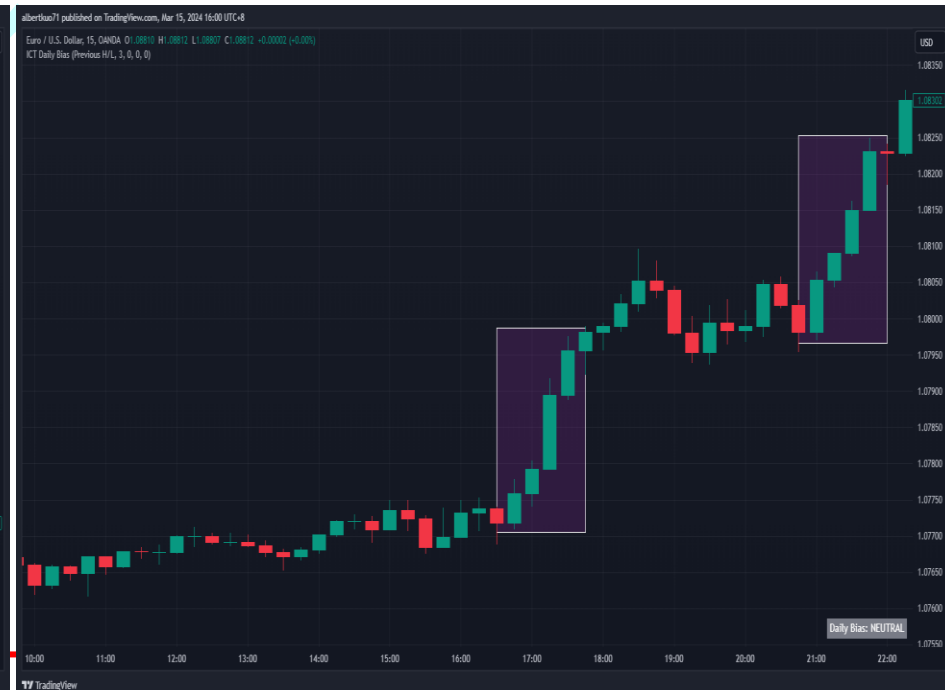 albertkuo71 published on TradingView.com, Mar 15, 2024 16:00 UTC+8
Euro / U.S. Dollar, 15, OANDA O1.08810 H1.08812 L1.08807 C1.08812 +0.00002 (+0.00%)
ICT Daily Bias (Previous H/L, 3, 0, 0, 0)
USD
1.08350
1.08302
1.08250
1.08200
1.08150
1.08100
1.08050
1.08000
1.07950
1.07900
1.07850
1.07800
1.07750
1.07700
1.07650
1.07600
Daily Bias: NEUTRAL
1.07550
10:00 11:00 12:00 13:00 14:00 15:00 16:00 17:00 18:00 19:00 20:00 21:00 22:00
TradingView